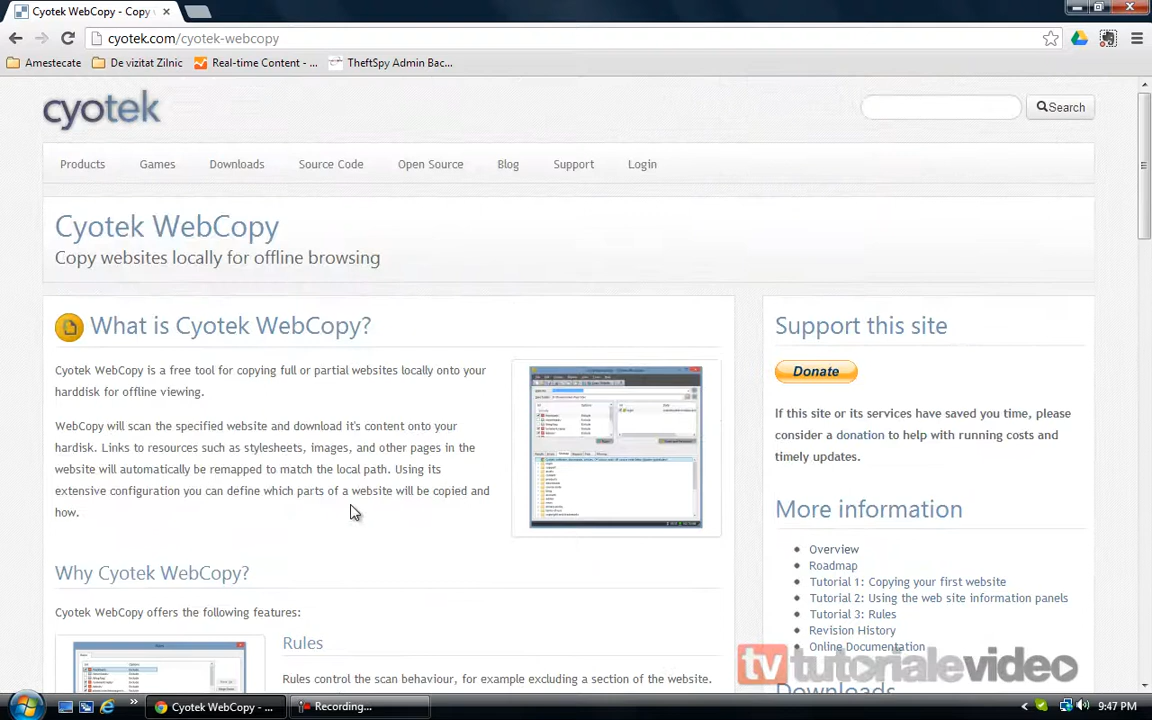 Cyotek WebCopy - Copy
cyotek.com/cyotek-webcopy
Amestecate
De vizitat Zilnic
Real-time Content - ...
TheftSpy Admin Bac...
cyotek
Search
Products
Games
Downloads
Source Code
Open Source
Blog
Support
Login
Cyotek WebCopy
Copy websites locally for offline browsing
What is Cyotek WebCopy?
Cyotek WebCopy is a free tool for copying full or partial websites locally onto your
harddisk for offline viewing.
WebCopy will scan the specified website and download it's content onto your
hardisk. Links to resources such as stylesheets, images, and other pages in the
website will automatically be remapped to match the local path. Using its
extensive configuration you can define which parts of a website will be copied and
how.
Why Cyotek WebCopy?
Cyotek WebCopy offers the following features:
Rules
Rules control the scan behaviour, for example excluding a section of the website.
Support this site
Donate
If this site or its services have saved you time, please
consider a donation to help with running costs and
timely updates.
More information
Overview
Roadmap
Tutorial 1: Copying your first website
Tutorial 2: Using the web site information panels
Tutorial 3: Rules
Revision History
Online Documentation
Downloads
tv tutorialevideo
Cyotek WebCopy - ...
Recording...
9:47 PM